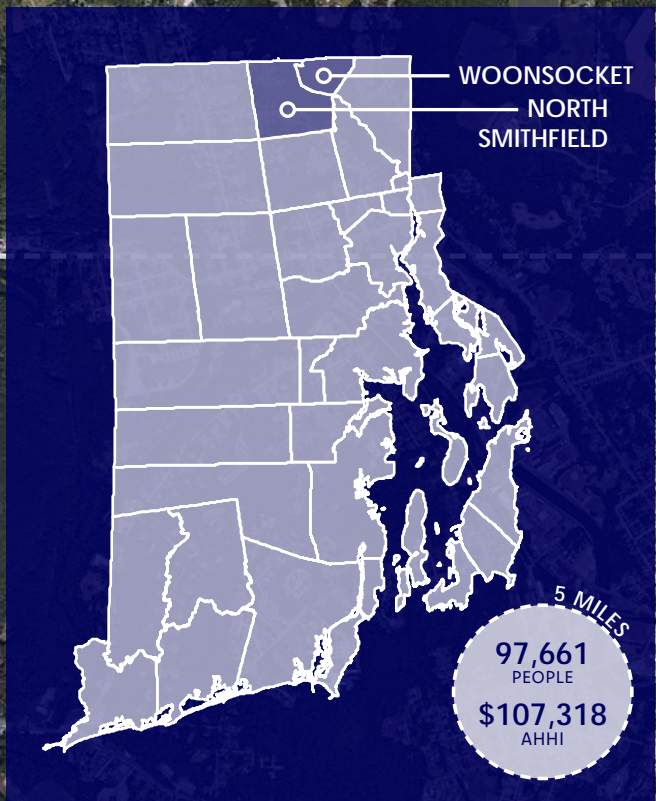 WOONSOCKET
NORTH
SMITHFIELD
5 MILES
97,661
PEOPLE
$107,318
AHHI